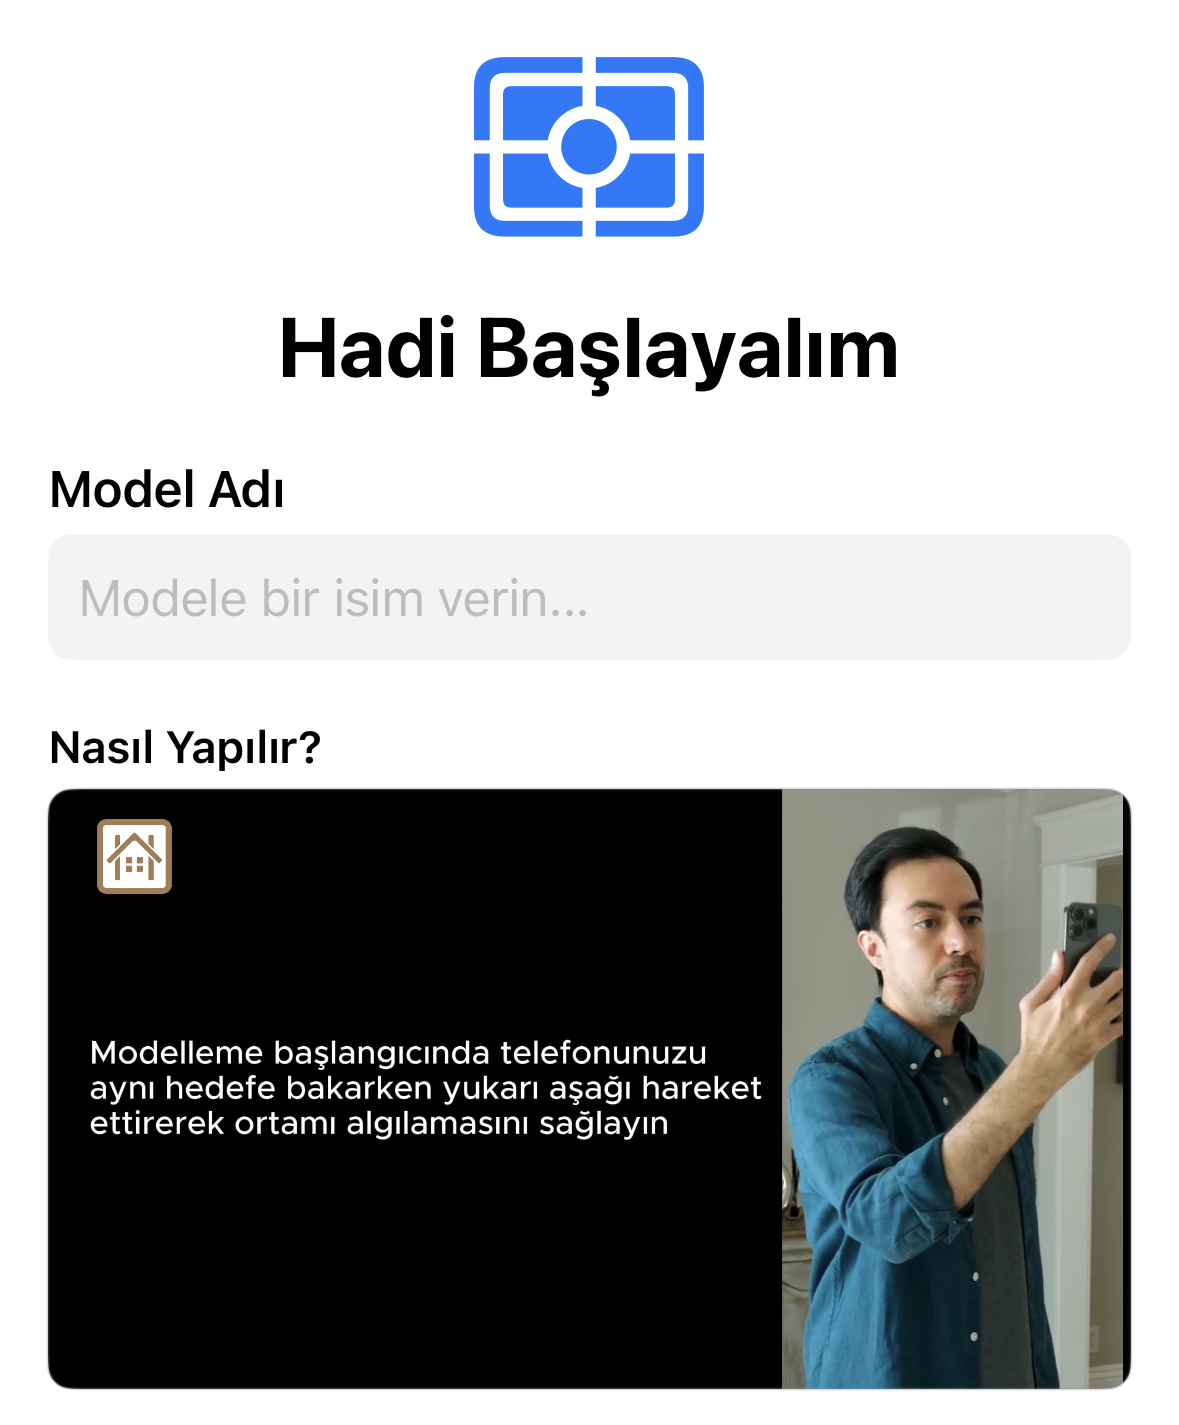 Hadi Başlayalım
Model Adı
Modele bir isim verin...
Nasıl Yapılır?
Modelleme başlangıcında telefonunuzu
aynı hedefe bakarken yukarı aşağı hareket
ettirerek ortamı algılamasını sağlayın